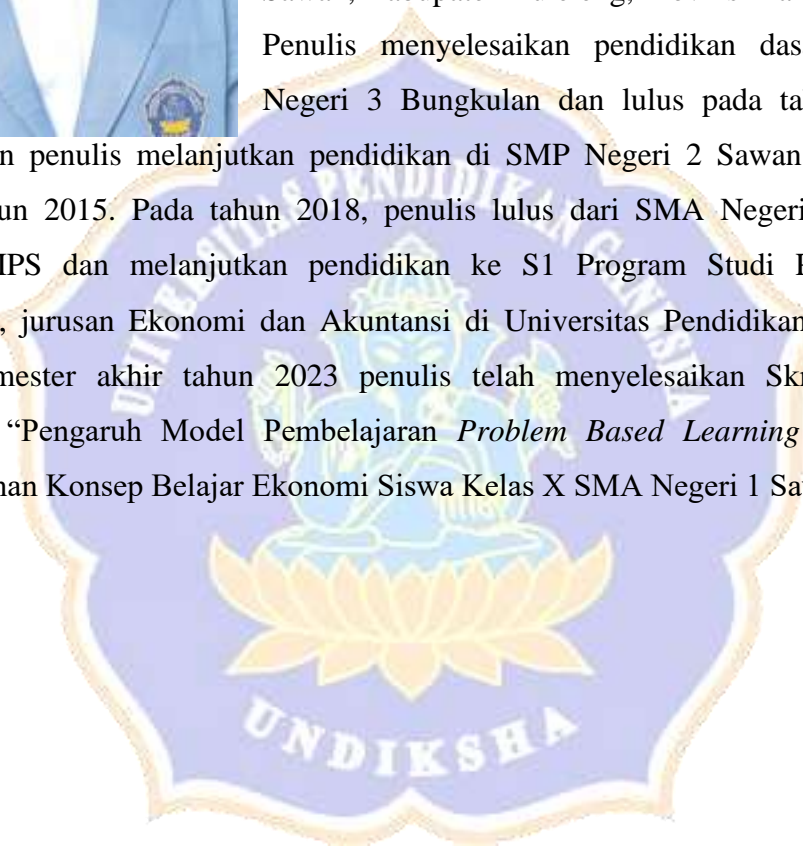 Penulis menyelesaikan pendidikan das
Negeri 3 Bungkulan dan lulus pada ta
n penulis melanjutkan pendidikan di SMP Negeri 2 Sawan
un 2015. Pada tahun 2018, penulis lulus dari SMA Negeri
IPS dan melanjutkan pendidikan ke S1 Program Studi
, jurusan Ekonomi dan Akuntansi di Universitas Pendidikan
mester akhir tahun 2023 penulis telah menyelesaikan Sk
“Pengaruh Model Pembelajaran Problem Based Learning
an Konsep Belajar Ekonomi Siswa Kelas X SMA Negeri 1 Sa
UNIVERSITAS PENDIDIKAN GANESHA
UNDIKSHA